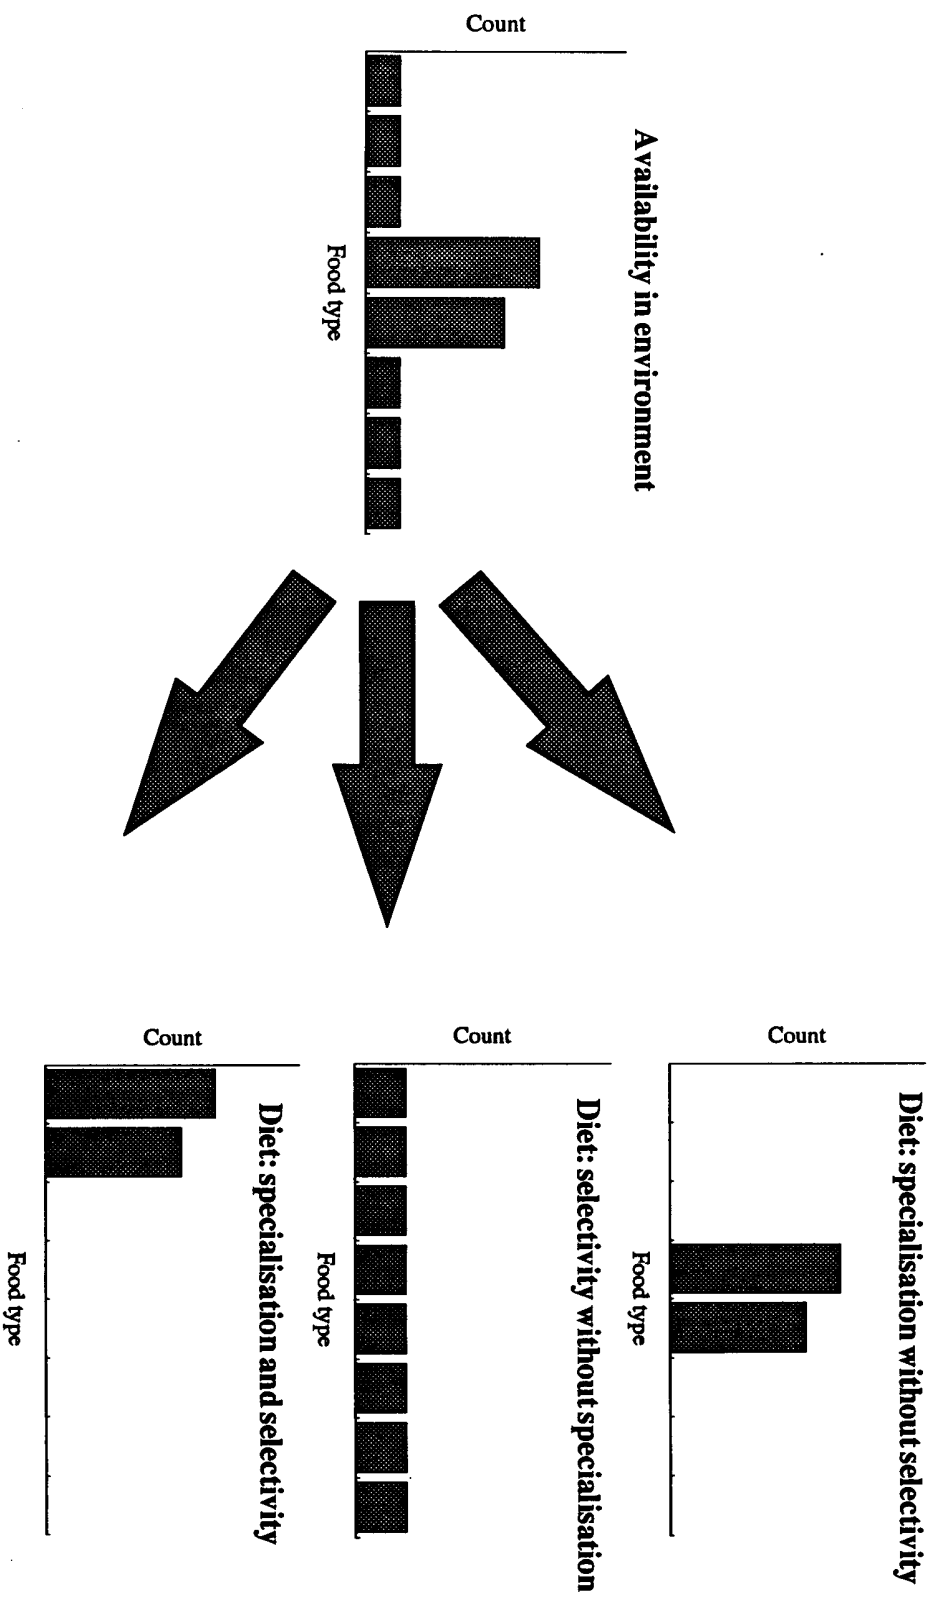 Availability in environment
Count
Food type
Diet: specialisation without selectivity
Count
Food type
Diet: selectivity without specialisation
Count
Food type
Diet: specialisation and selectivity
Count
Food type